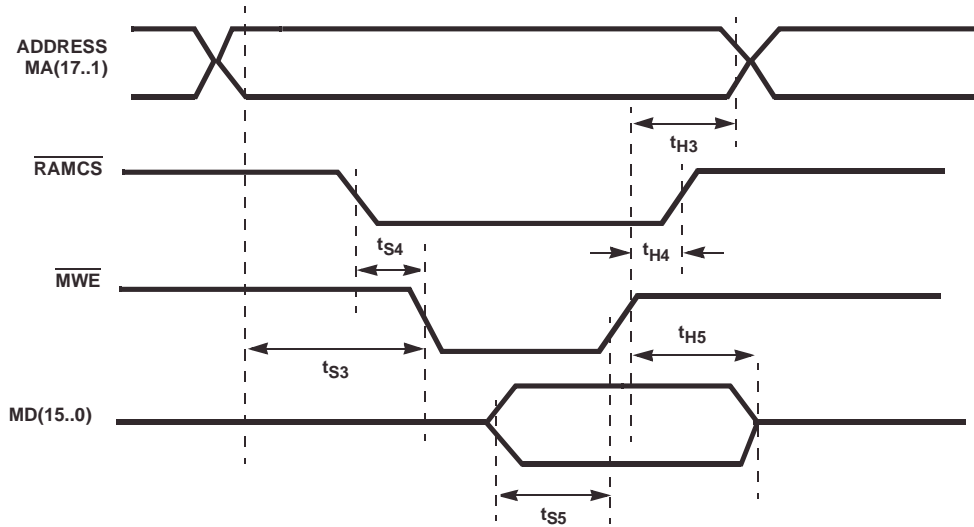 ADDRESS
MA(17..1)
tH3
RAMCS
tS4
tH4
MWE
tH5
tS3
MD(15..0)
tS5